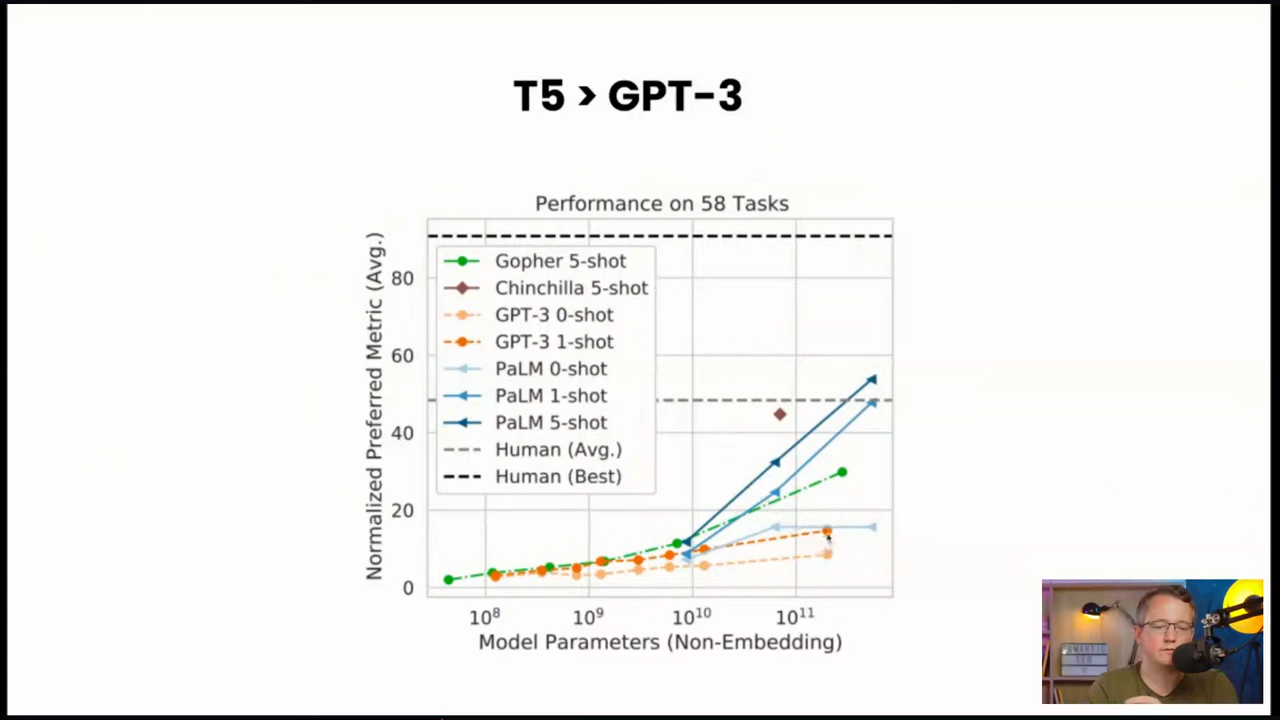 T5 > GPT-3
Performance on 58 Tasks
Normalized Preferred Metric (Avg.)
80
60
40
20
0
Gopher 5-shot
Chinchilla 5-shot
GPT-3 0-shot
GPT-3 1-shot
PaLM 0-shot
PaLM 1-shot
PaLM 5-shot
Human (Avg.)
Human (Best)
10⁸
10⁹
10¹⁰
10¹¹
Model Parameters (Non-Embedding)
SEMANTIC
SEO